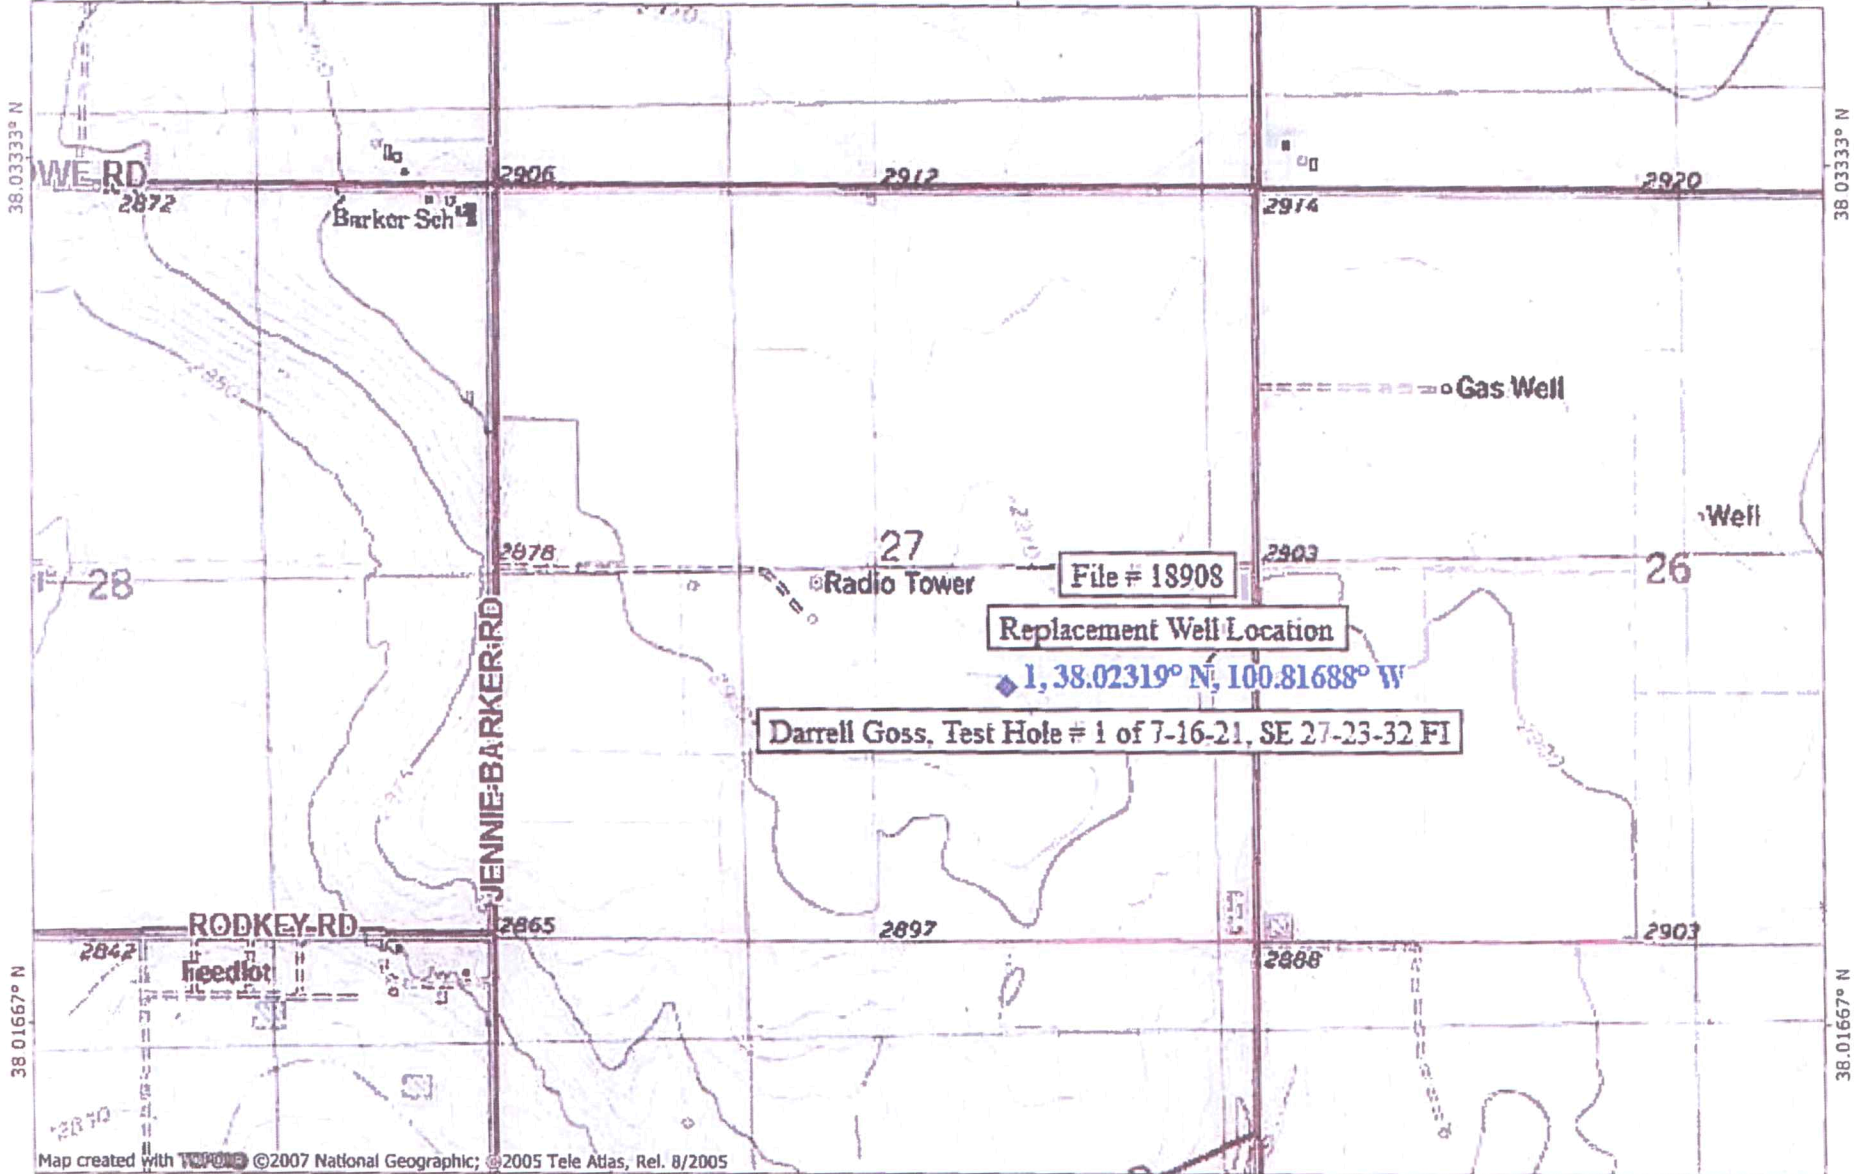 38.03333° N
38.03333° N
WE RD
2872
Barker Sch
2906
2912
2914
2920
2850
Gas Well
Well
2878
27
2903
26
28
Radio Tower
File # 18908
Replacement Well Location
1, 38.02319° N, 100.81688° W
Darrell Goss, Test Hole # 1 of 7-16-21, SE 27-23-32 FI
JENNIE BARKER RD
RODKEY RD
2865
2897
2903
2842
Feedlot
2888
38.01667° N
38.01667° N
2870
Map created with TOPO! ©2007 National Geographic; ©2005 Tele Atlas, Rel. 8/2005